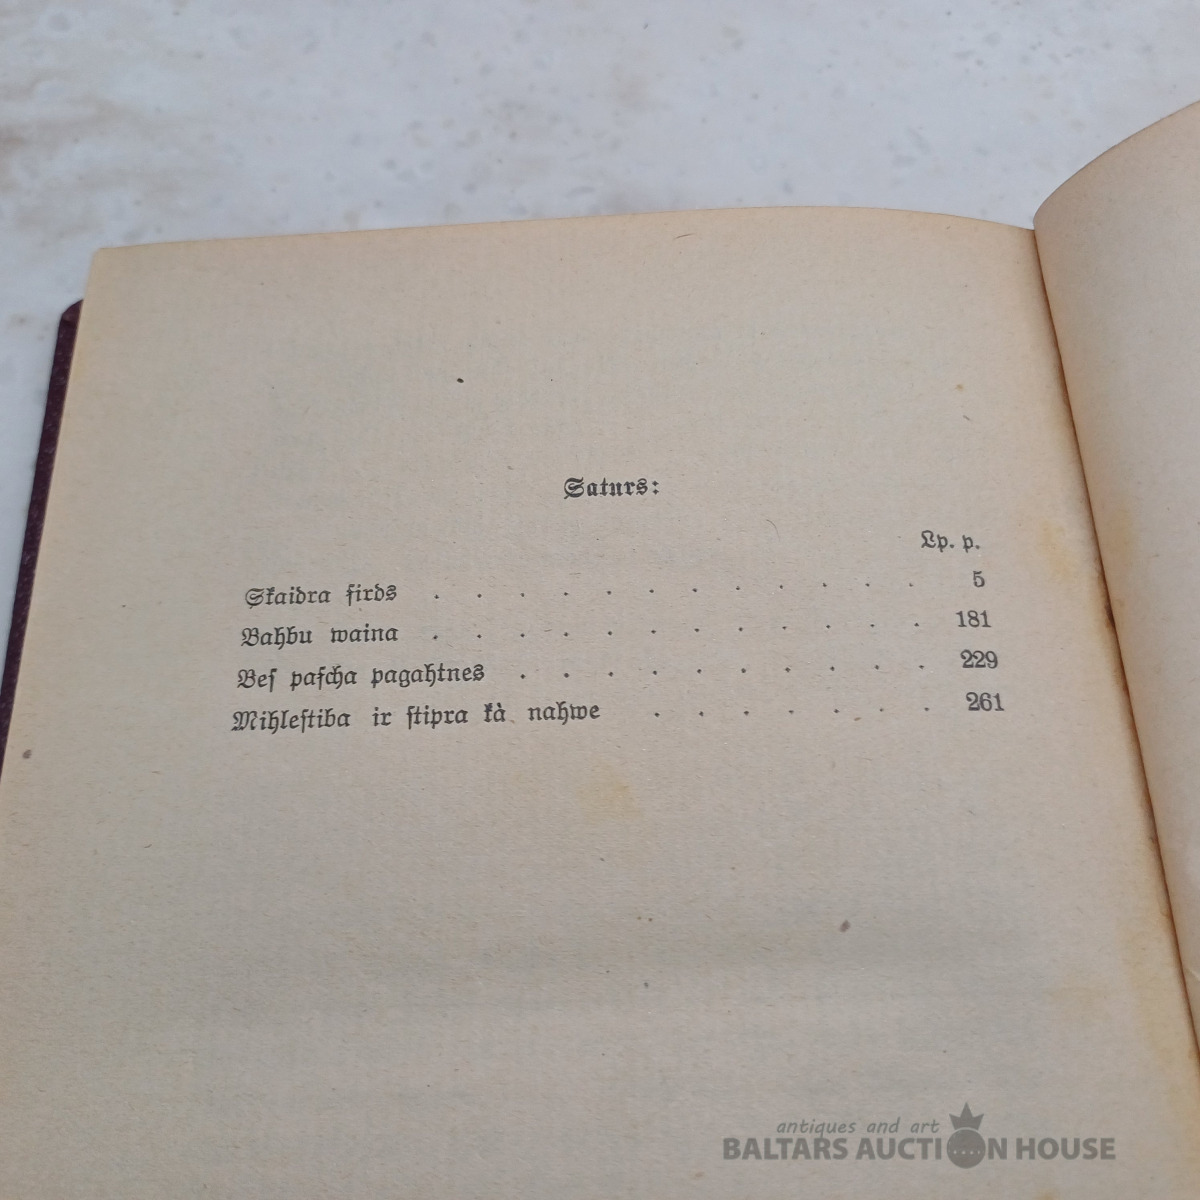 Saturs:
Lp. p.
Skaidra ſirds . . . . . . . . . . . . 5
Bahbu waina . . . . . . . . . . . . 181
Beſ paſcha pagahtnes . . . . . . . . . . 229
Mihleſtiba ir ſtipra kà nahwe . . . . . . . 261
antiques and art
BALTARS AUCTION HOUSE